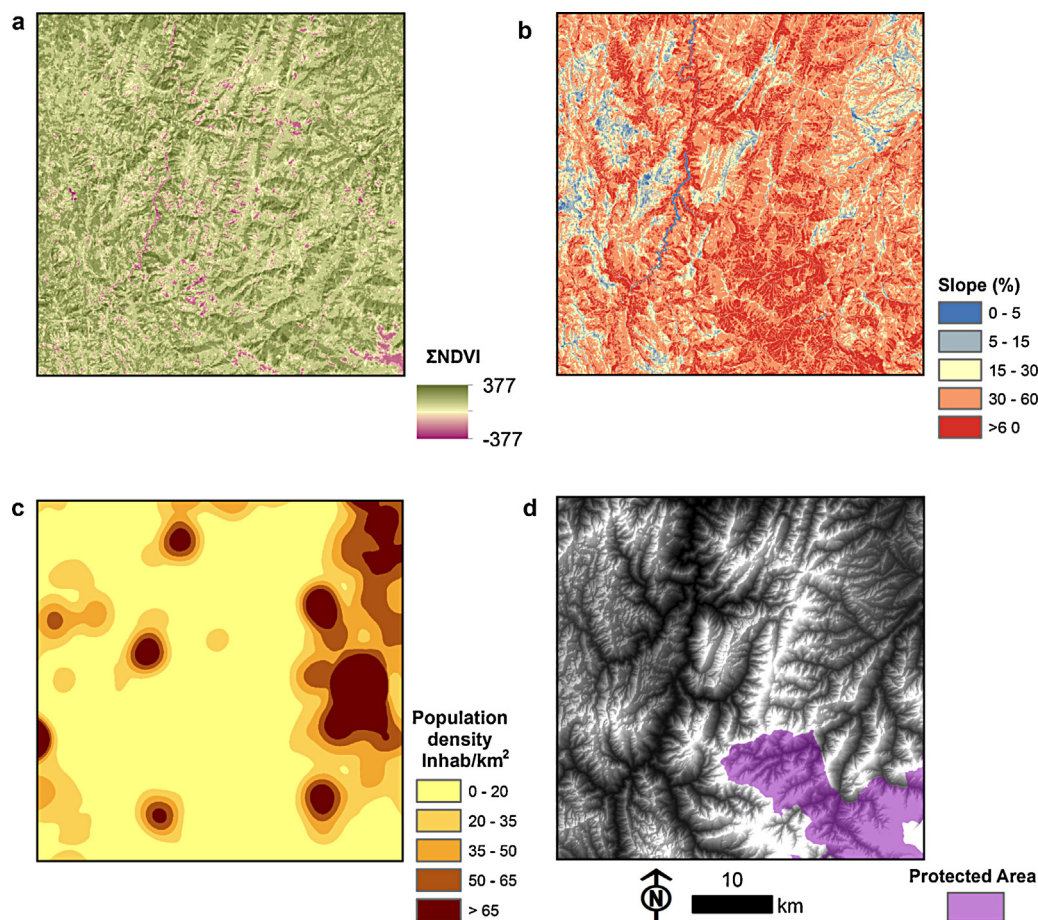 a
ΣNDVI
377
-377
b
Slope (%)
0 - 5
5 - 15
15 - 30
30 - 60
>6 0
c
Population
density
Inhab/km²
0 - 20
20 - 35
35 - 50
50 - 65
> 65
d
N
10
km
Protected Area